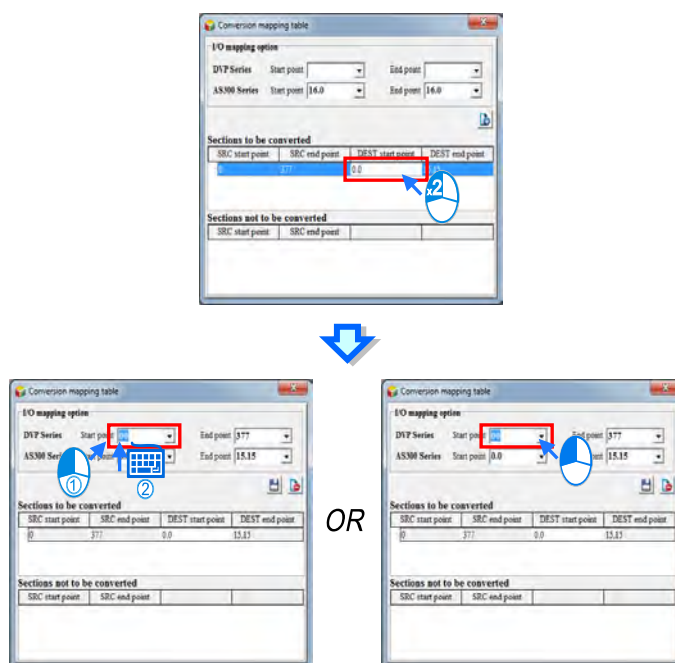 Conversion mapping table
I/O mapping option
DVP Series Start point End point
AS300 Series Start point 16.0 End point 16.0
Sections to be converted
SRC start point SRC end point DEST start point DEST end point
0 377 0.0
x2
Sections not to be converted
SRC start point SRC end point
Conversion mapping table
I/O mapping option
DVP Series Start point End point 377
AS300 Start point End point 15.15
① ②
Sections to be converted
SRC start point SRC end point DEST start point DEST end point
0 377 0.0 15.15
Sections not to be converted
SRC start point SRC end point
OR
Conversion mapping table
I/O mapping option
DVP Series Start point End point 377
AS300 Series Start point 0.0 End point 15.15
Sections to be converted
SRC start point SRC end point DEST start point DEST end point
0 377 0.0 15.15
Sections not to be converted
SRC start point SRC end point